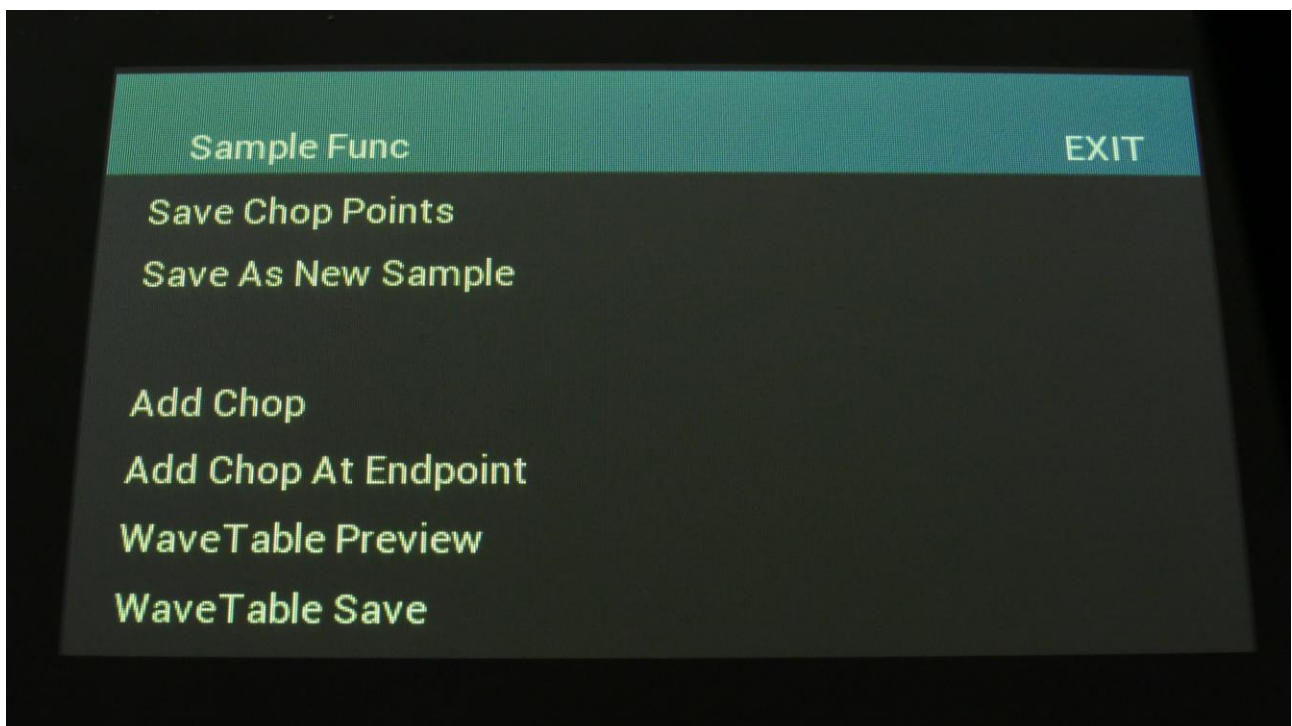 Sample Func EXIT
Save Chop Points
Save As New Sample
Add Chop
Add Chop At Endpoint
WaveTable Preview
WaveTable Save